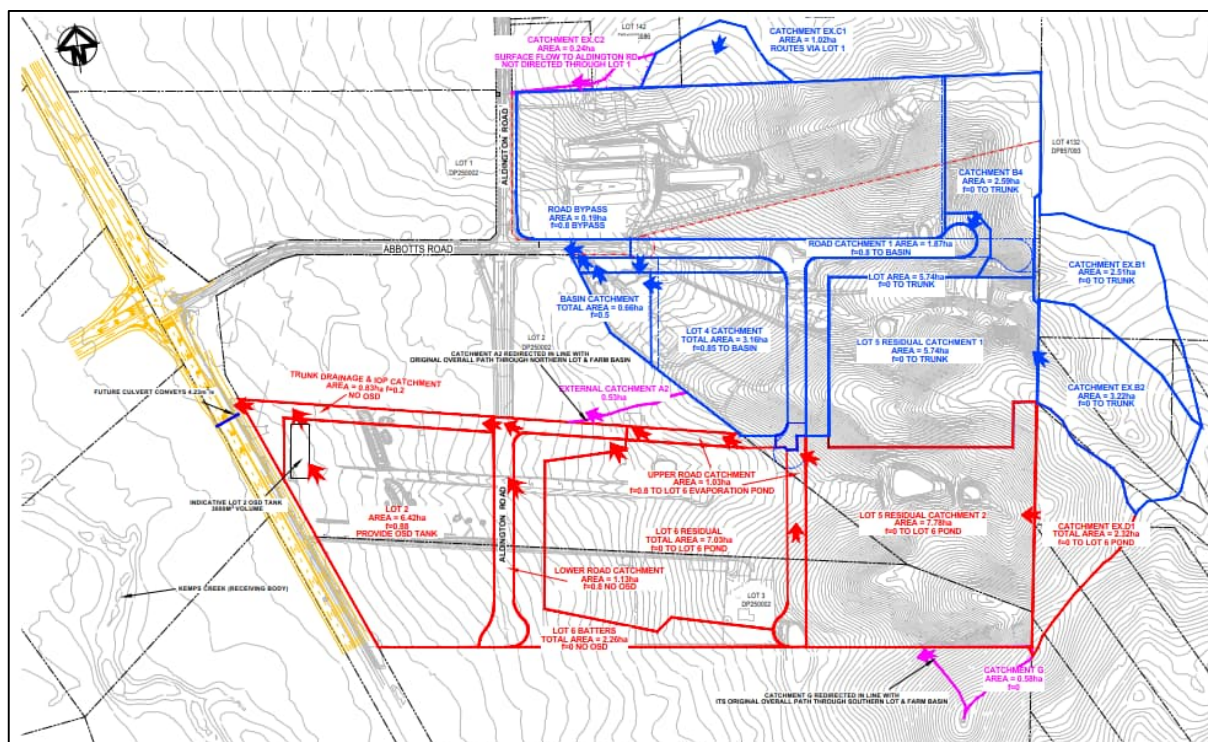 N
LOT 142
CATCHMENT EX.C2
AREA = 0.24ha
SURFACE FLOW TO ALDINGTON RD
NOT DIRECTED THROUGH LOT 1
CATCHMENT EX.C1
AREA = 1.02ha
ROUTES VIA LOT 1
LOT 4132
DP857093
LOT 1
DP250002
ALDINGTON ROAD
CATCHMENT B4
AREA = 2.59ha
f=0 TO TRUNK
ROAD BYPASS
AREA = 0.19ha
f=0.8 BYPASS
ABBOTTS ROAD
ROAD CATCHMENT 1 AREA = 1.87ha
f=0.8 TO BASIN
CATCHMENT EX.B1
AREA = 2.51ha
f=0 TO TRUNK
LOT AREA = 5.74ha
f=0 TO TRUNK
BASIN CATCHMENT
TOTAL AREA = 0.66ha
f=0.5
LOT 4 CATCHMENT
TOTAL AREA = 3.16ha
f=0.85 TO BASIN
LOT 5 RESIDUAL CATCHMENT 1
AREA = 5.74ha
f=0 TO TRUNK
LOT 2
DP250002
CATCHMENT A2 REDIRECTED IN LINE WITH
ORIGINAL OVERALL PATH THROUGH NORTHERN LOT & FARM BASIN
CATCHMENT EX.B2
AREA = 3.22ha
f=0 TO TRUNK
TRUNK DRAINAGE & IOP CATCHMENT
AREA = 0.83ha f=0.2
NO OSD
EXTERNAL CATCHMENT A2
0.53ha
FUTURE CULVERT CONVEYS 4.23m³/s
UPPER ROAD CATCHMENT
AREA = 1.03ha
f=0.8 TO LOT 6 EVAPORATION POND
INDICATIVE LOT 2 OSD TANK
VOLUME
LOT 2
AREA = 6.42ha
PROVIDE OSD TANK
ALDINGTON ROAD
LOT 6 RESIDUAL
TOTAL AREA = 7.03ha
f=0 TO LOT 6 POND
LOT 5 RESIDUAL CATCHMENT 2
AREA = 7.78ha
f=0 TO LOT 6 POND
CATCHMENT EX.D1
TOTAL AREA = 2.32ha
f=0 TO LOT 6 POND
LOWER ROAD CATCHMENT
AREA = 1.13ha
f=0.8 NO OSD
KEMPS CREEK (RECEIVING BODY)
LOT 3
DP250002
LOT 6 BATTERS
TOTAL AREA = 2.26ha
f=0 NO OSD
CATCHMENT G
AREA = 0.58ha
f=0
CATCHMENT G REDIRECTED IN LINE WITH
ITS ORIGINAL OVERALL PATH THROUGH SOUTHERN LOT & FARM BASIN